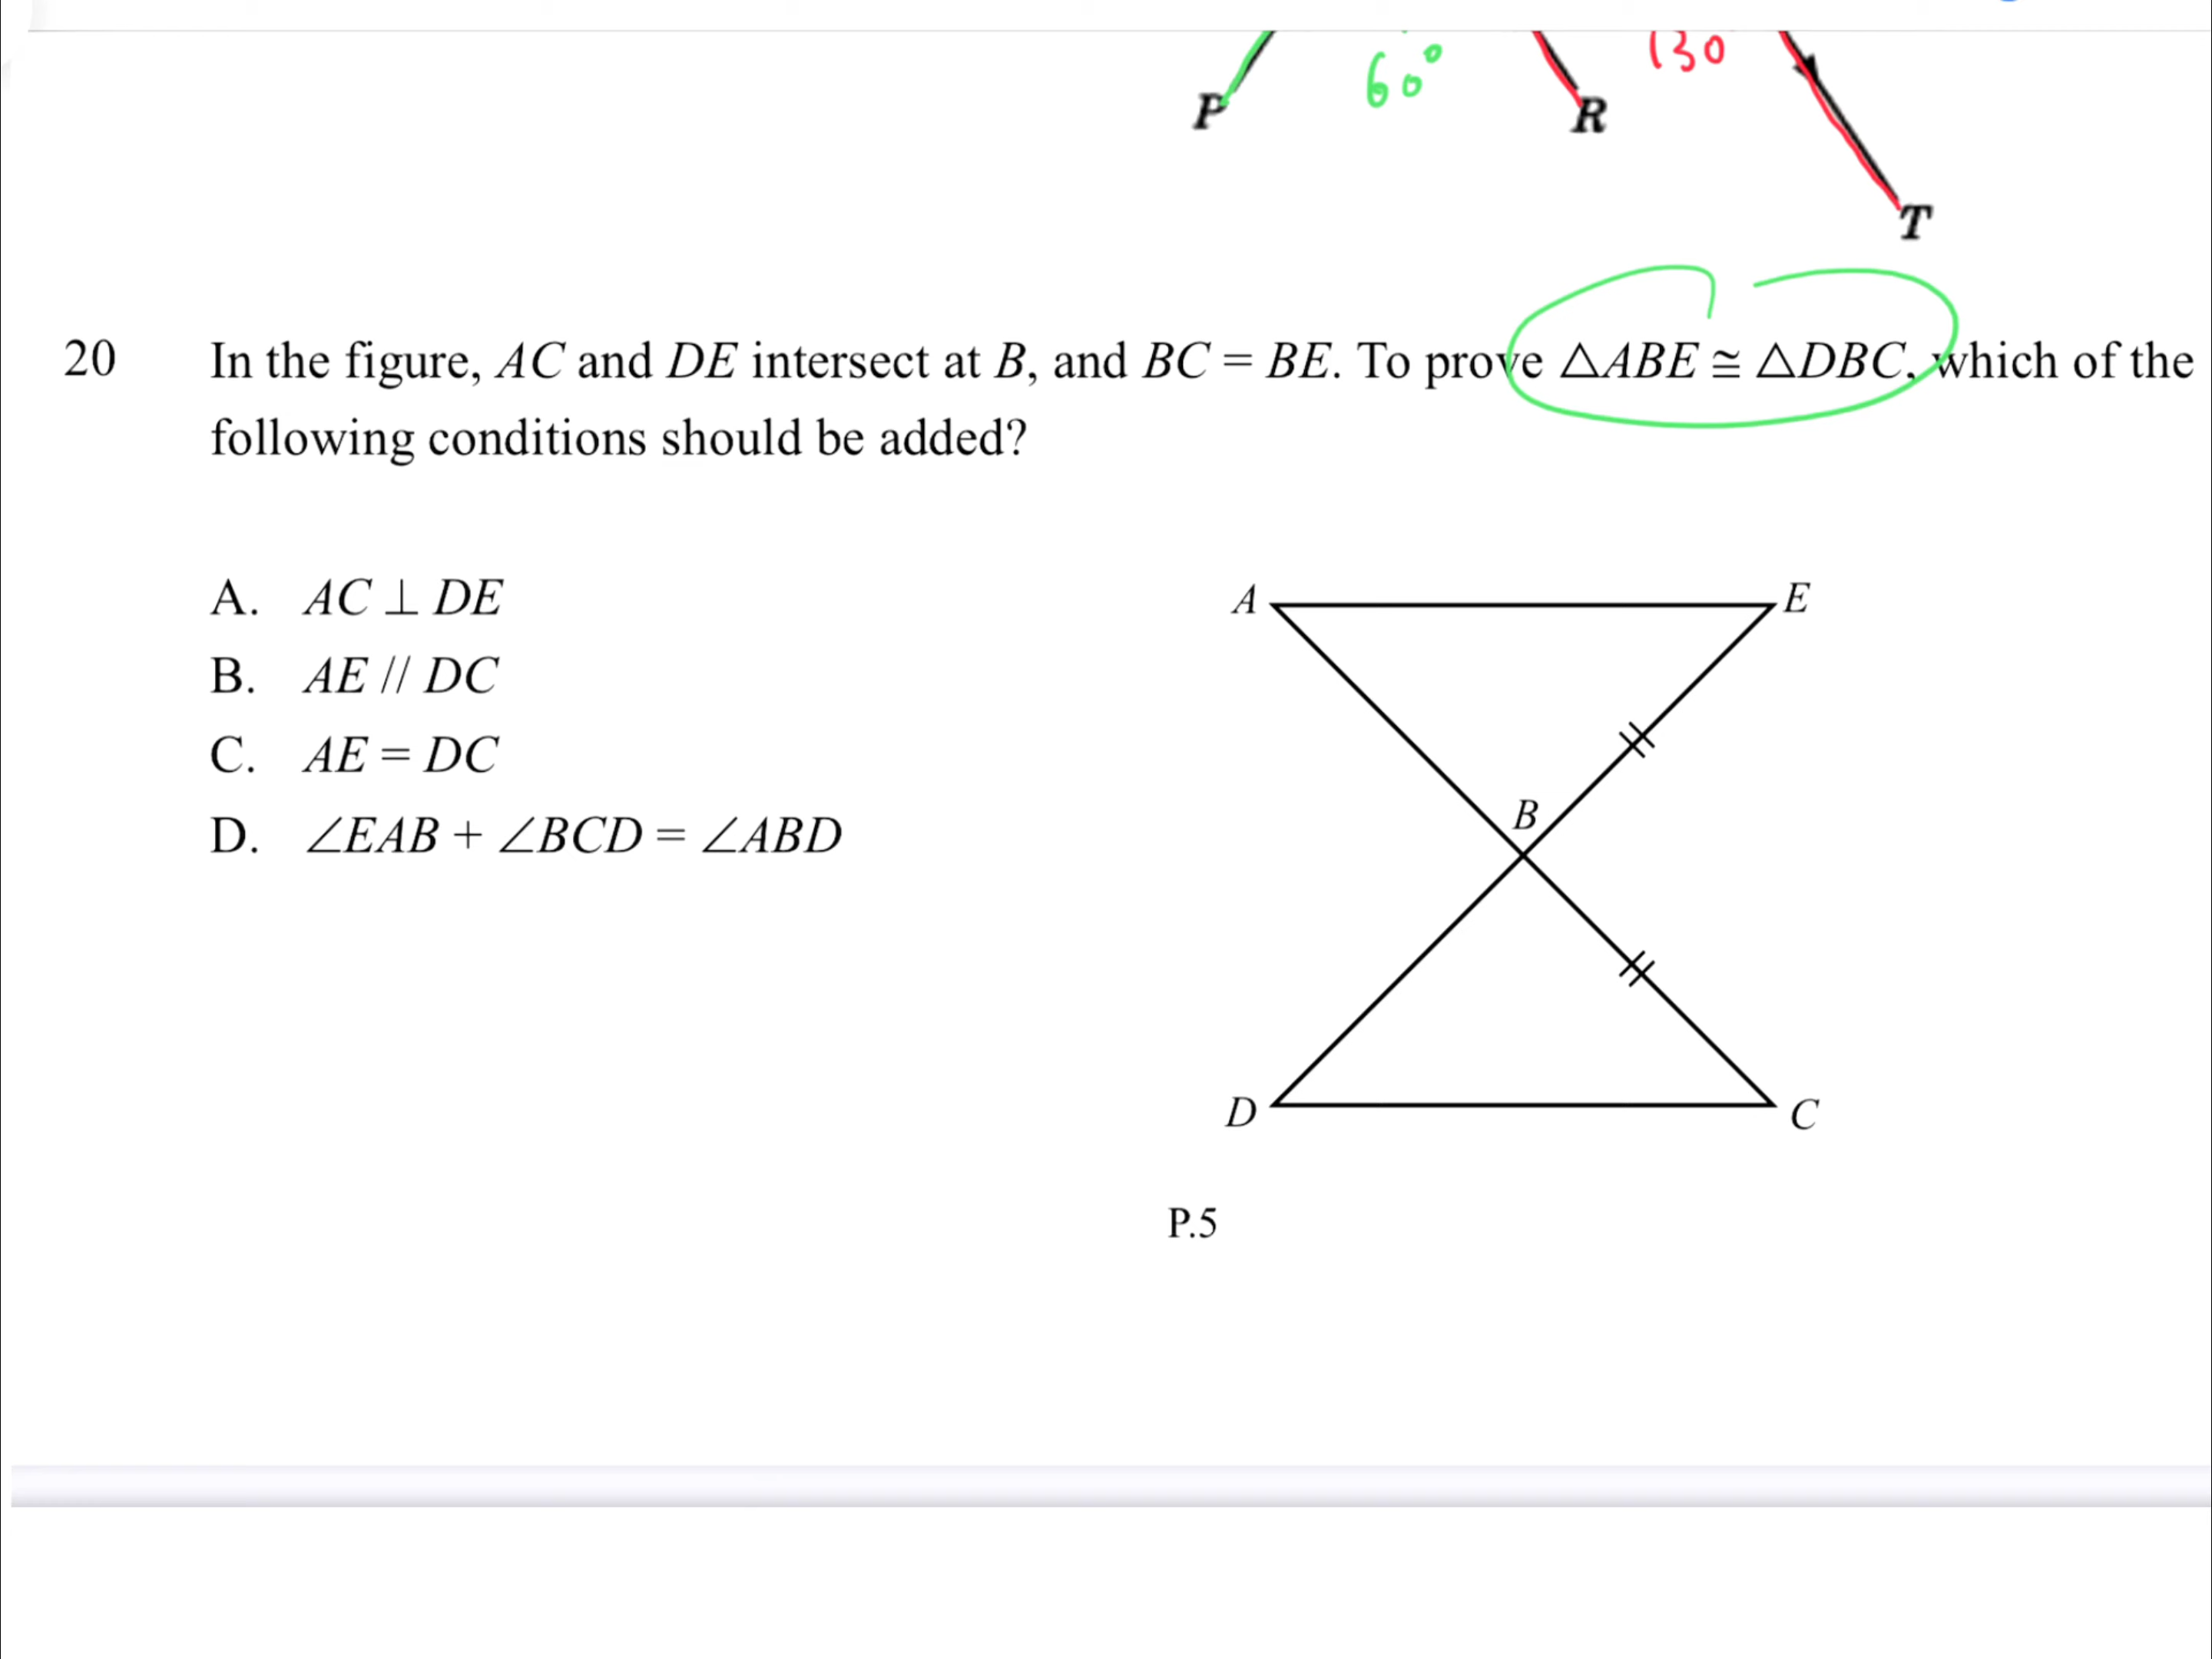 60°
130
P
R
T
20 In the figure, AC and DE intersect at B, and BC = BE. To prove △ABE ≅ △DBC, which of the
following conditions should be added?
A. AC ⊥ DE
B. AE // DC
C. AE = DC
D. ∠EAB + ∠BCD = ∠ABD
A
E
B
D
C
P.5